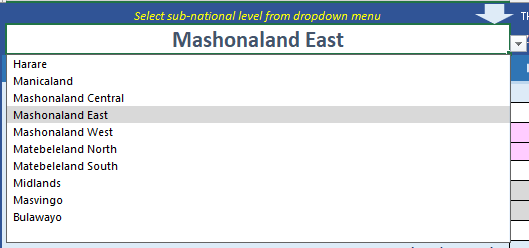 Select sub-national level from dropdown menu
Mashonaland East
Harare
Manicaland
Mashonaland Central
Mashonaland East
Mashonaland West
Matebeleland North
Matebeleland South
Midlands
Masvingo
Bulawayo